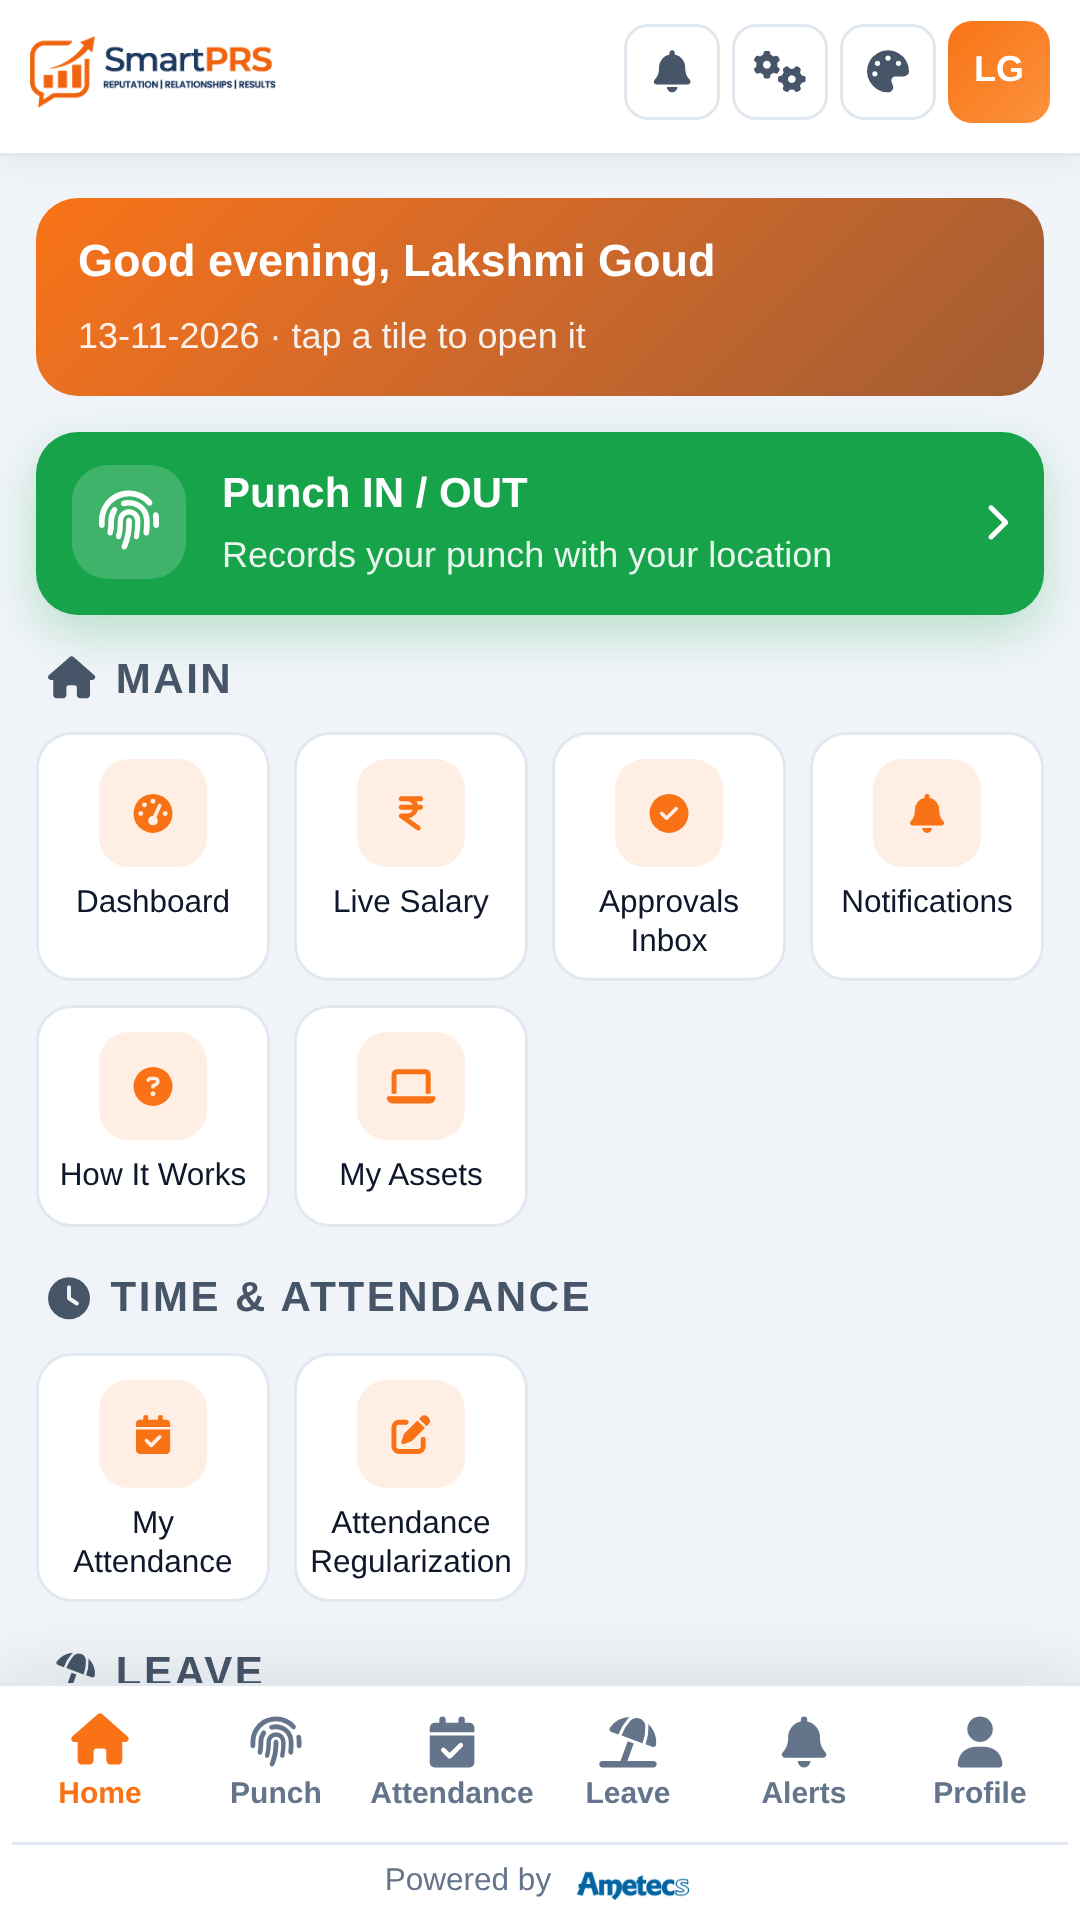 SmartPRS
REPUTATION | RELATIONSHIPS | RESULTS
LG
Good evening, Lakshmi Goud
13-11-2026 · tap a tile to open it
Punch IN / OUT
Records your punch with your location
MAIN
Dashboard
Live Salary
Approvals
Inbox
Notifications
How It Works
My Assets
TIME & ATTENDANCE
My
Attendance
Attendance
Regularization
LEAVE
Home
Punch
Attendance
Leave
Alerts
Profile
Powered by Ametecs